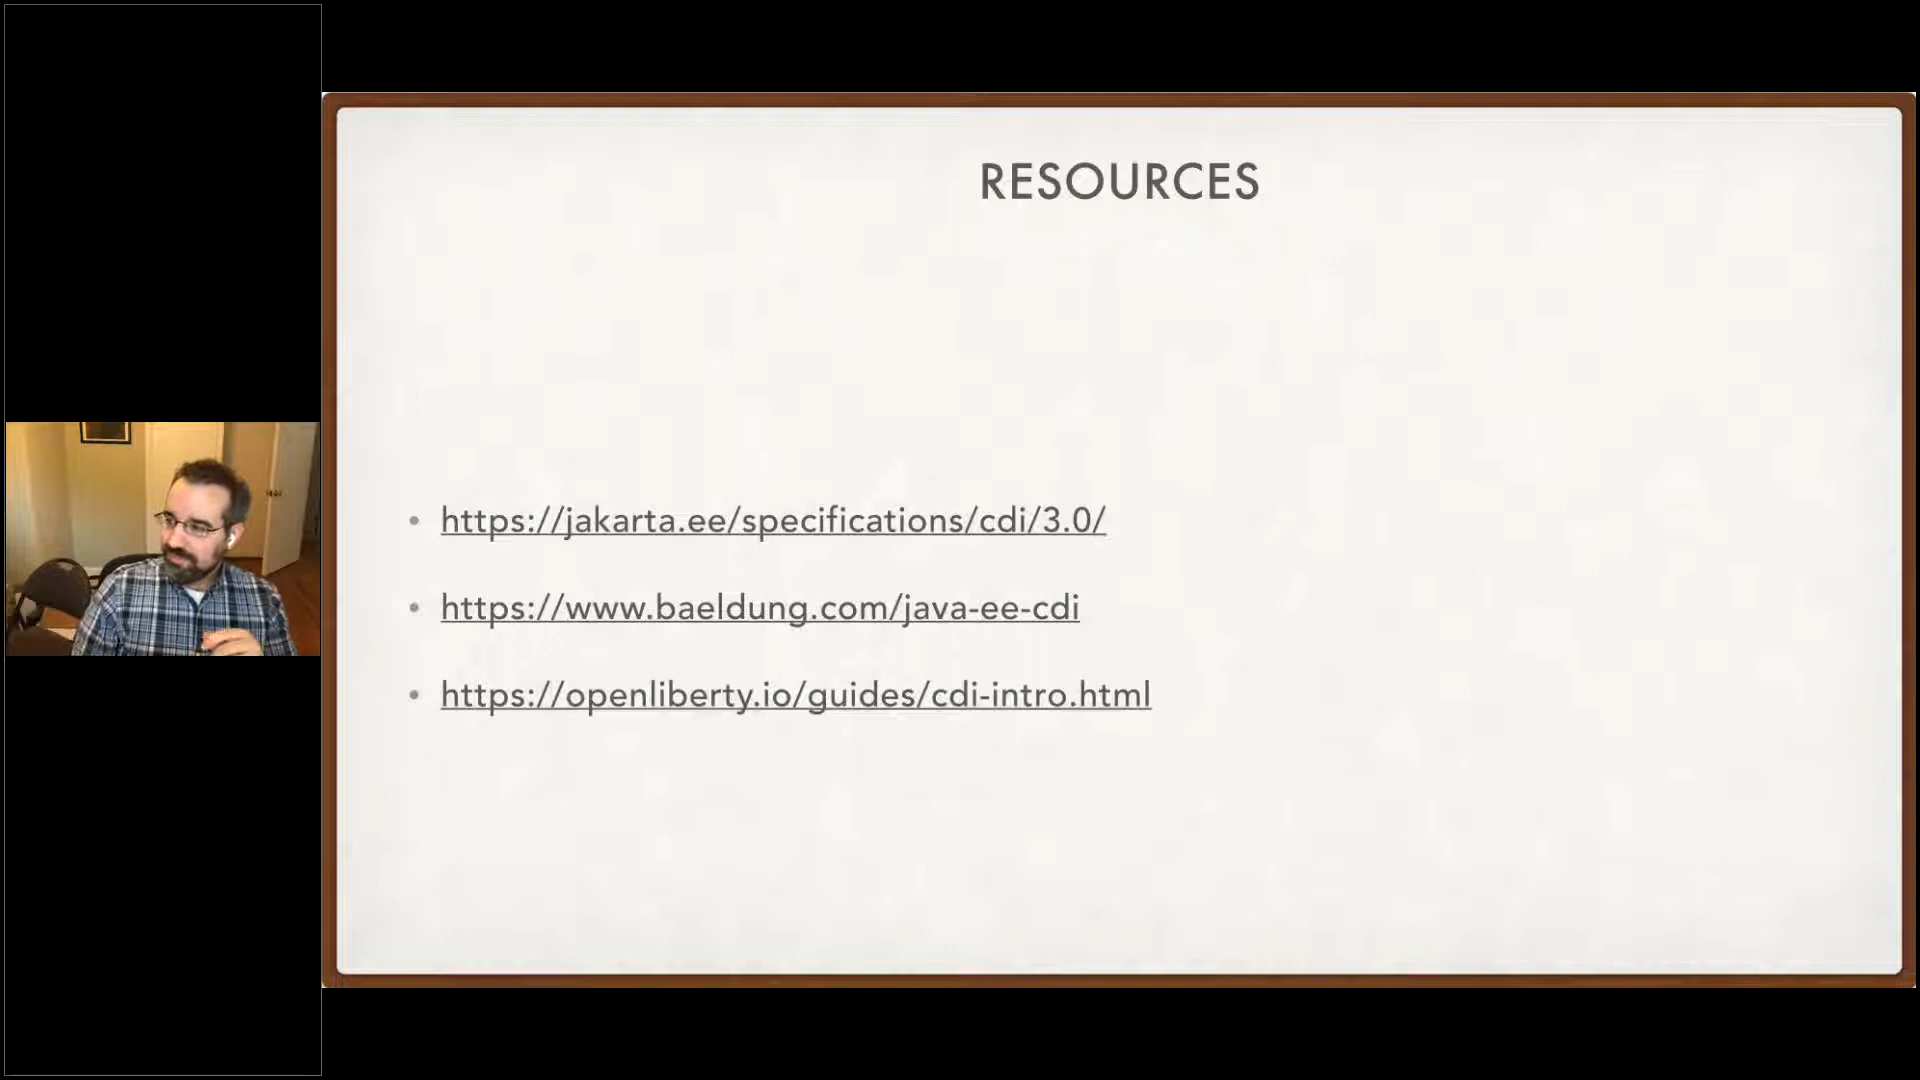 RESOURCES
• https://jakarta.ee/specifications/cdi/3.0/
• https://www.baeldung.com/java-ee-cdi
• https://openliberty.io/guides/cdi-intro.html